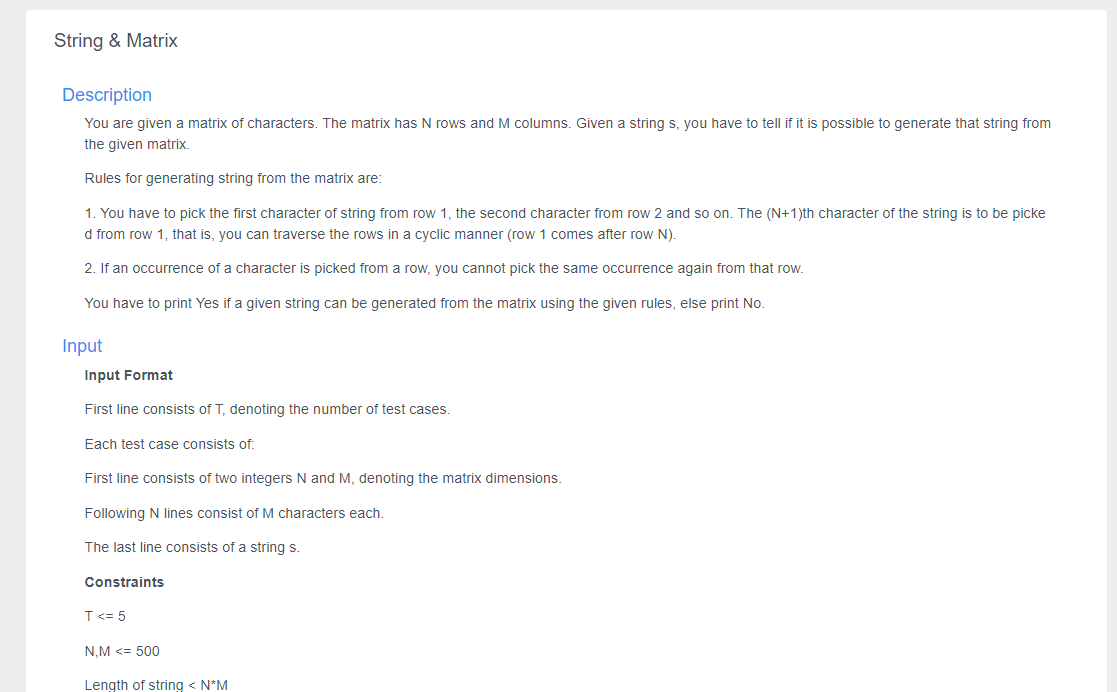 String & Matrix
Description
You are given a matrix of characters. The matrix has N rows and M columns. Given a string s, you have to tell if it is possible to generate that string from
the given matrix.
Rules for generating string from the matrix are:
1. You have to pick the first character of string from row 1, the second character from row 2 and so on. The (N+1)th character of the string is to be picke
d from row 1, that is, you can traverse the rows in a cyclic manner (row 1 comes after row N).
2. If an occurrence of a character is picked from a row, you cannot pick the same occurrence again from that row.
You have to print Yes if a given string can be generated from the matrix using the given rules, else print No.
Input
Input Format
First line consists of T, denoting the number of test cases.
Each test case consists of:
First line consists of two integers N and M, denoting the matrix dimensions.
Following N lines consist of M characters each.
The last line consists of a string s.
Constraints
T <= 5
N,M <= 500
Length of string < N*M